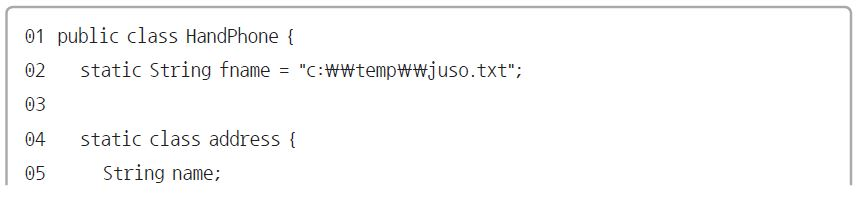 01 public class HandPhone {
02 static String fname = "c:₩₩temp₩₩juso.txt";
03
04 static class address {
05 String name;